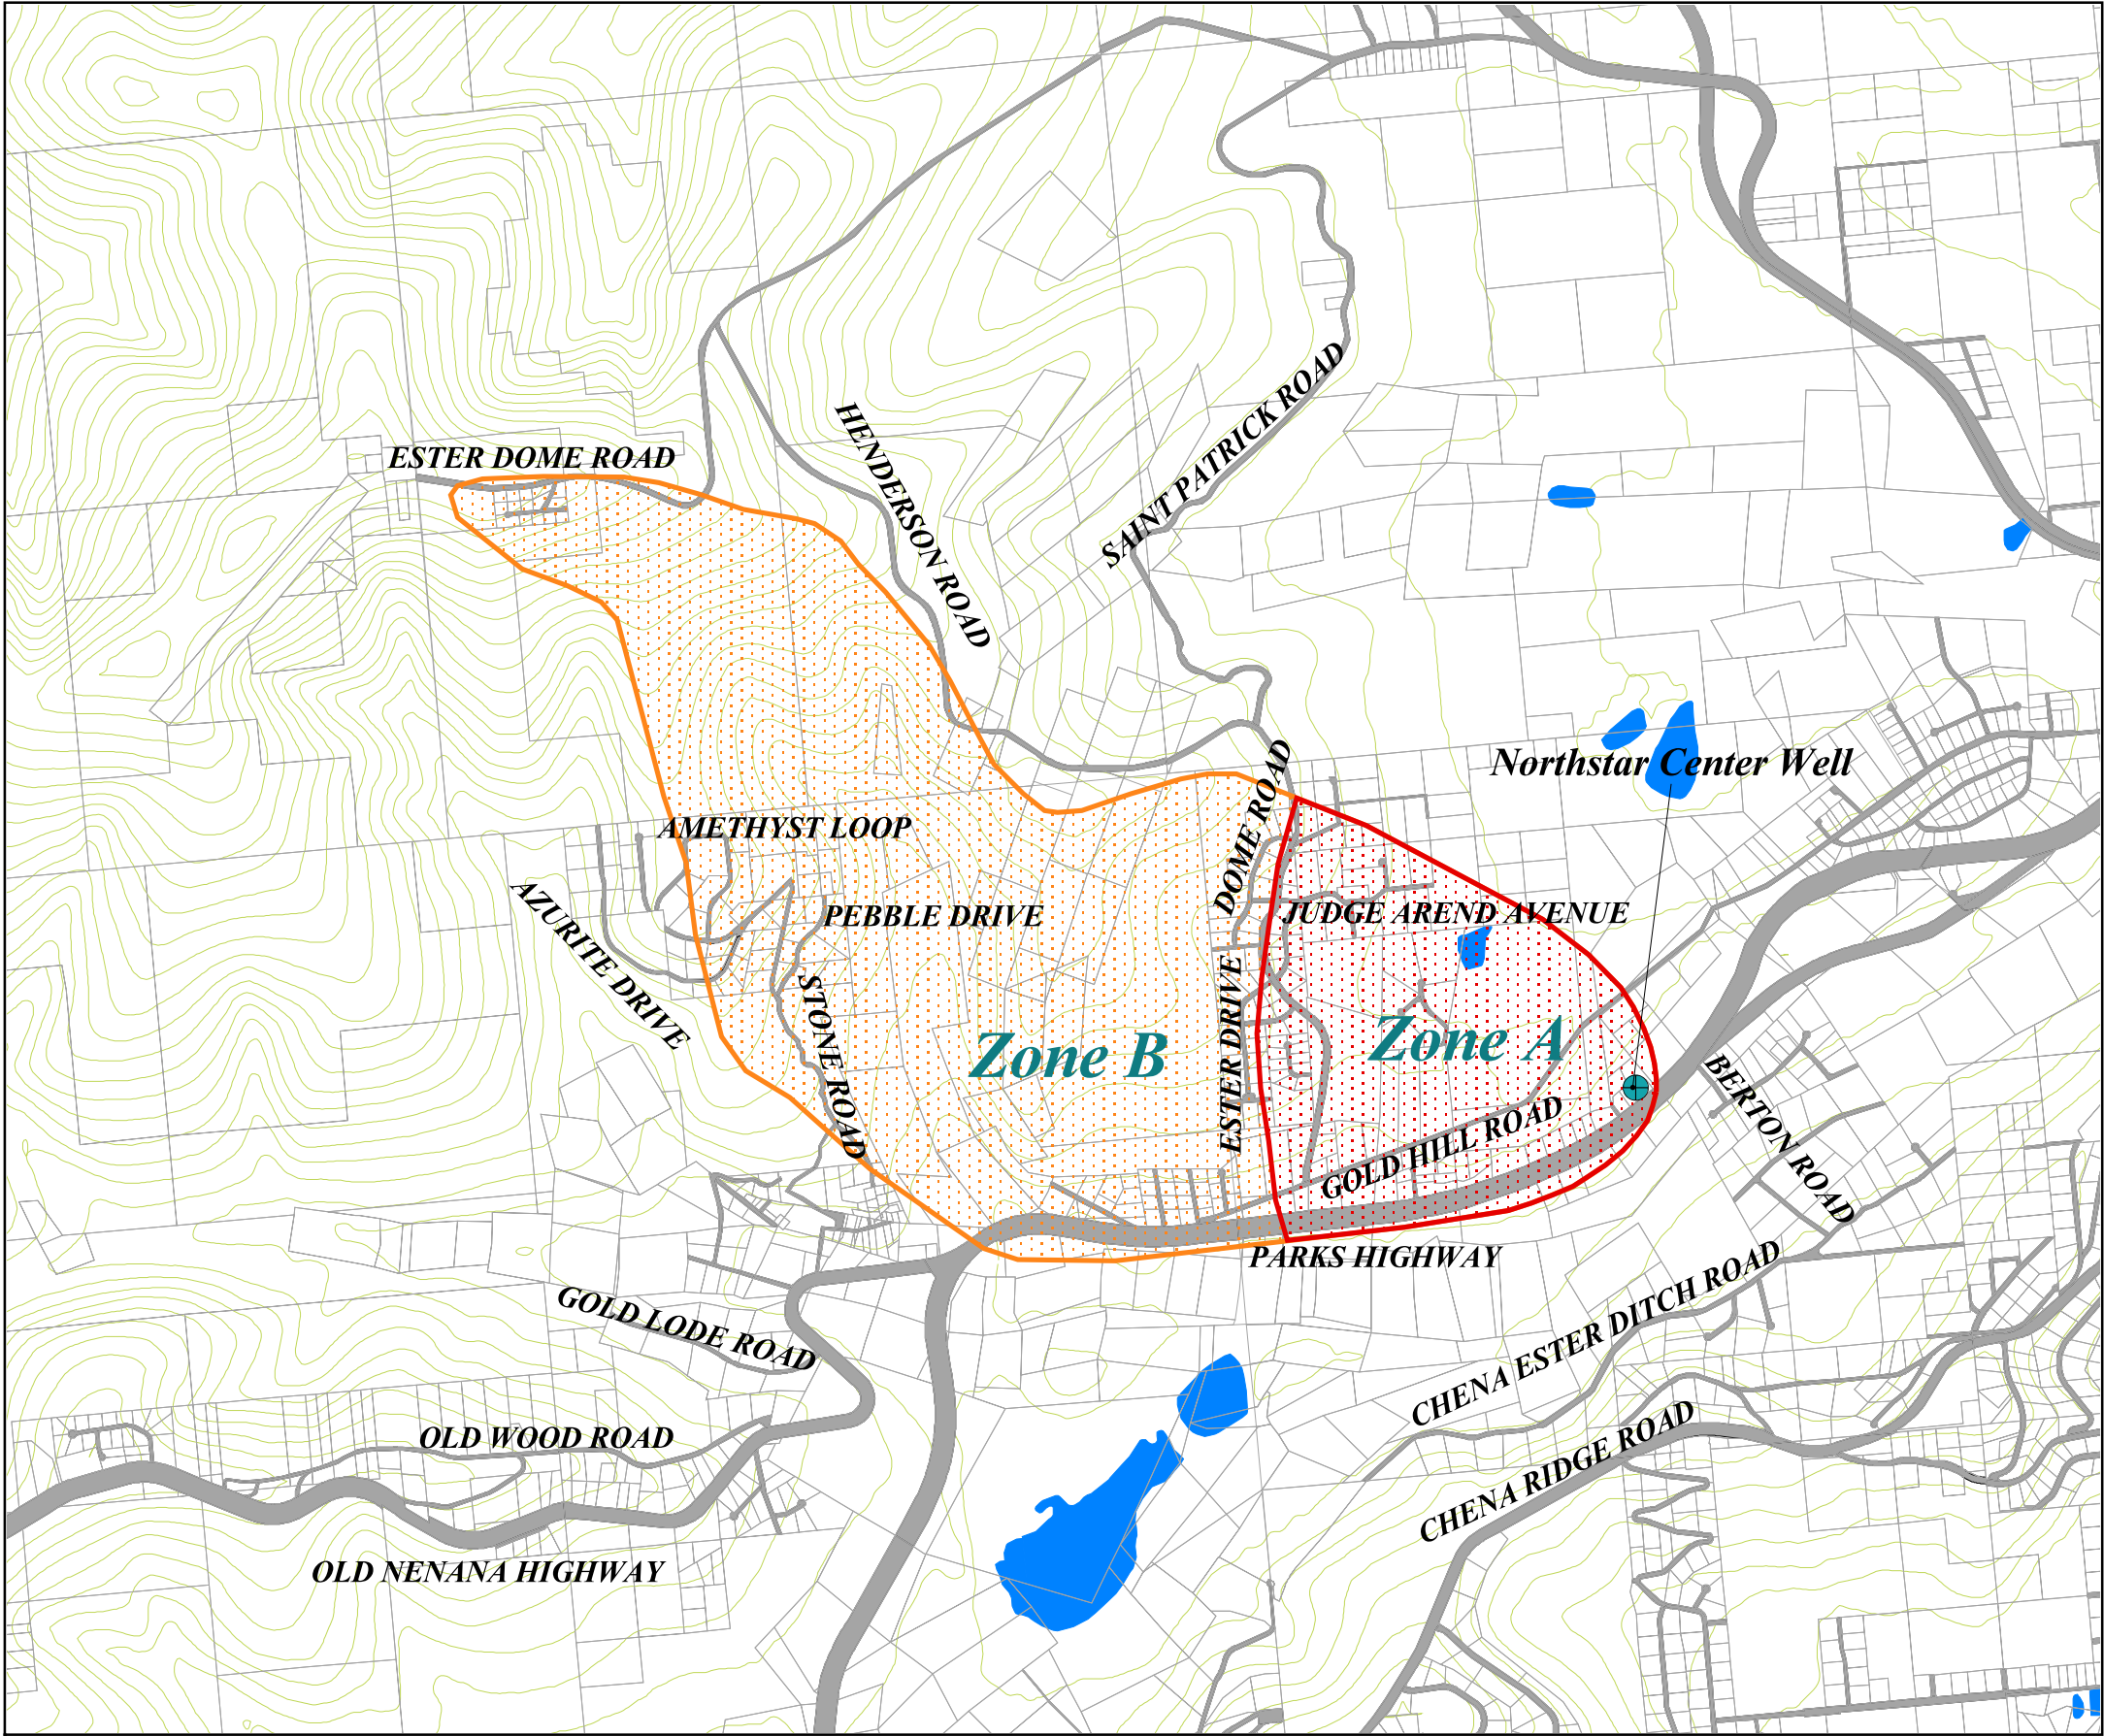 SAINT PATRICK ROAD
HENDERSON ROAD
ESTER DOME ROAD
Northstar Center Well
DOME ROAD
AMETHYST LOOP
PEBBLE DRIVE
JUDGE AREND AVENUE
AZURITE DRIVE
STONE ROAD
ESTER DRIVE
Zone B
Zone A
BERTON ROAD
GOLD HILL ROAD
PARKS HIGHWAY
GOLD LODE ROAD
CHENA ESTER DITCH ROAD
CHENA RIDGE ROAD
OLD WOOD ROAD
OLD NENANA HIGHWAY